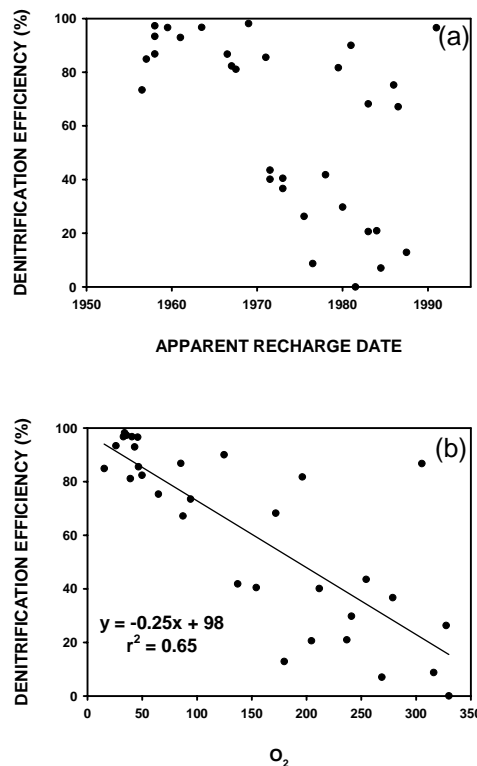 (a)
DENITRIFICATION EFFICIENCY (%)
100
80
60
40
20
0
1950 1960 1970 1980 1990
APPARENT RECHARGE DATE
(b)
DENITRIFICATION EFFICIENCY (%)
100
80
60
40
20
0
y = -0.25x + 98
r² = 0.65
0 50 100 150 200 250 300 350
O₂